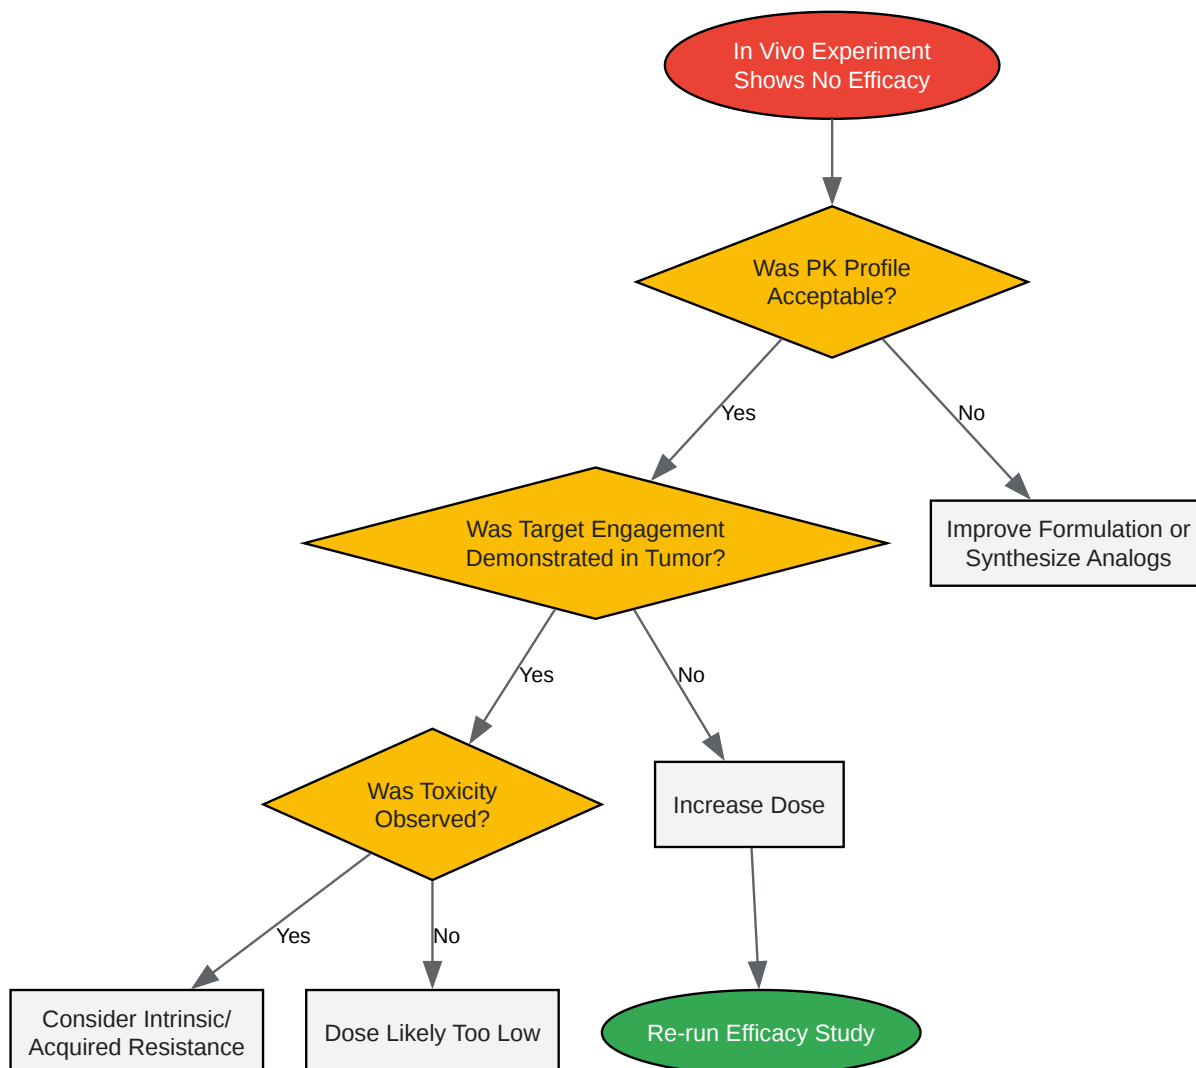 In Vivo Experiment
Shows No Efficacy
Was PK Profile
Acceptable?
Yes
No
Was Target Engagement
Demonstrated in Tumor?
Improve Formulation or
Synthesize Analogs
Yes
No
Was Toxicity
Observed?
Increase Dose
Yes
No
Consider Intrinsic/
Acquired Resistance
Dose Likely Too Low
Re-run Efficacy Study